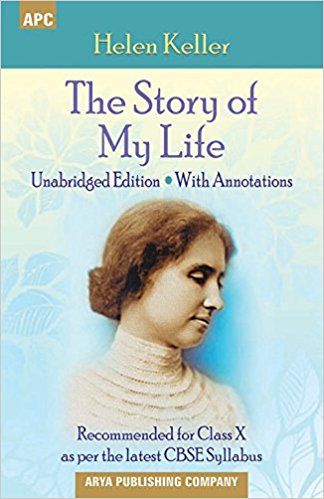 APC
Helen Keller
The Story of
My Life
Unabridged Edition • With Annotations
Recommended for Class X
as per the latest CBSE Syllabus
ARYA PUBLISHING COMPANY